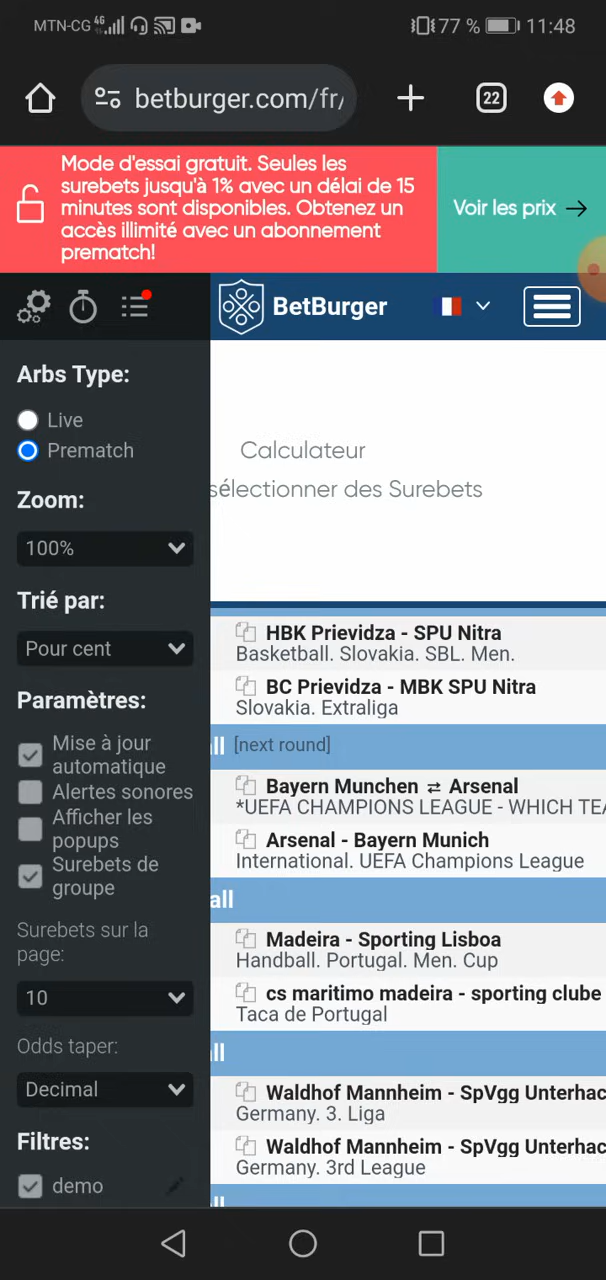 MTN-CG 4G 77 % 11:48
betburger.com/fr/
22
Mode d'essai gratuit. Seules les
surebets jusqu'à 1% avec un délai de 15
minutes sont disponibles. Obtenez un
accès illimité avec un abonnement
prematch!
Voir les prix →
BetBurger
Arbs Type:
Live
Prematch
Zoom:
100%
Trié par:
Pour cent
Paramètres:
Mise à jour
automatique
Alertes sonores
Afficher les
popups
Surebets de
groupe
Surebets sur la
page:
10
Odds taper:
Decimal
Filtres:
demo
Calculateur
sélectionner des Surebets
HBK Prievidza - SPU Nitra
Basketball. Slovakia. SBL. Men.
BC Prievidza - MBK SPU Nitra
Slovakia. Extraliga
ll [next round]
Bayern Munchen ⇄ Arsenal
*UEFA CHAMPIONS LEAGUE - WHICH TEA
Arsenal - Bayern Munich
International. UEFA Champions League
all
Madeira - Sporting Lisboa
Handball. Portugal. Men. Cup
cs maritimo madeira - sporting clube
Taca de Portugal
ll
Waldhof Mannheim - SpVgg Unterhac
Germany. 3. Liga
Waldhof Mannheim - SpVgg Unterhac
Germany. 3rd League